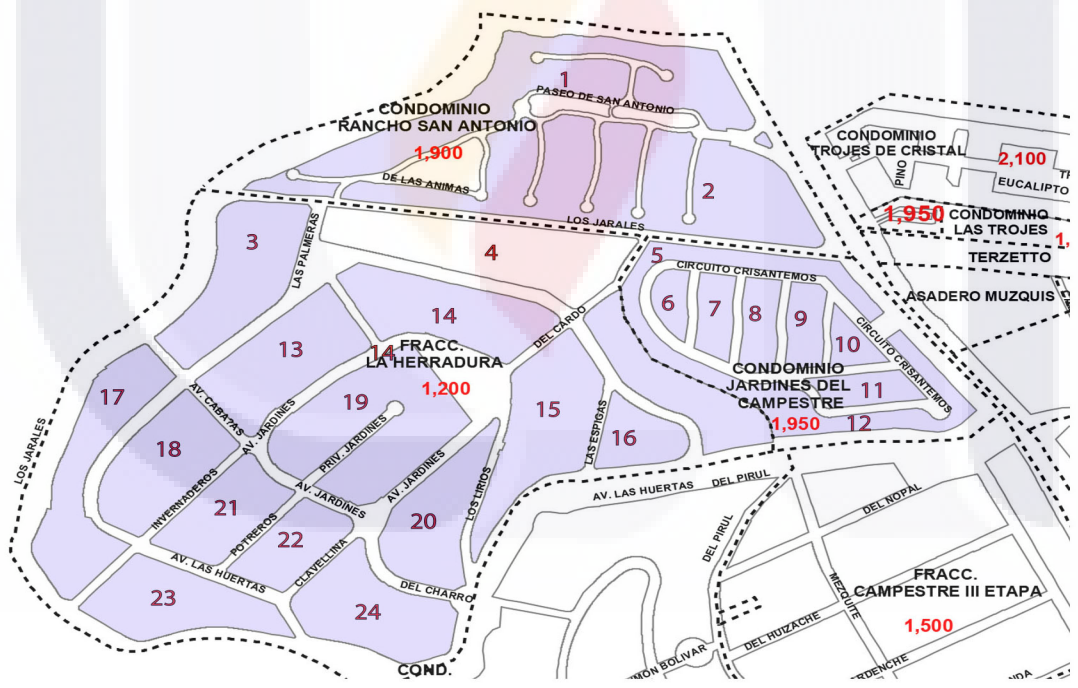 1
PASEO DE SAN ANTONIO
CONDOMINIO
RANCHO SAN ANTONIO
1,900
DE LAS ANIMAS
2
LOS JARALES
CONDOMINIO
TROJES DE CRISTAL
2,100
PINO
EUCALIPTO
1,950
CONDOMINIO
LAS TROJES
TERZETTO
ASADERO MUZQUIS
3
LAS PALMERAS
4
5
CIRCUITO CRISANTEMOS
6
7
8
9
10
CIRCUITO CRISANTEMOS
11
12
CONDOMINIO
JARDINES DEL
CAMPESTRE
1,950
14
DEL CARDO
13
14
FRACC.
LA HERRADURA
1,200
17
AV. CABATAS
AV. JARDINES
19
PRIV. JARDINES
15
LAS ESPIGAS
16
LOS JARALES
18
INVERNADEROS
21
POTREROS
AV. JARDINES
AV. JARDINES
LOS LIRIOS
20
22
CLAVELLINA
AV. LAS HUERTAS
DEL CHARRO
23
24
COND.
AV. LAS HUERTAS
DEL PIRUL
DEL PIRUL
DEL NOPAL
MEZQUITE
FRACC.
CAMPESTRE III ETAPA
1,500
DEL HUIZACHE
MON BOLIVAR
RDENCHE
NDA